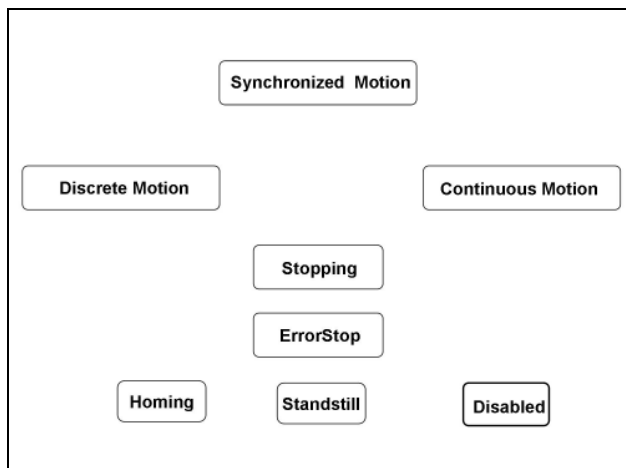 Synchronized Motion
Discrete Motion
Continuous Motion
Stopping
ErrorStop
Homing
Standstill
Disabled